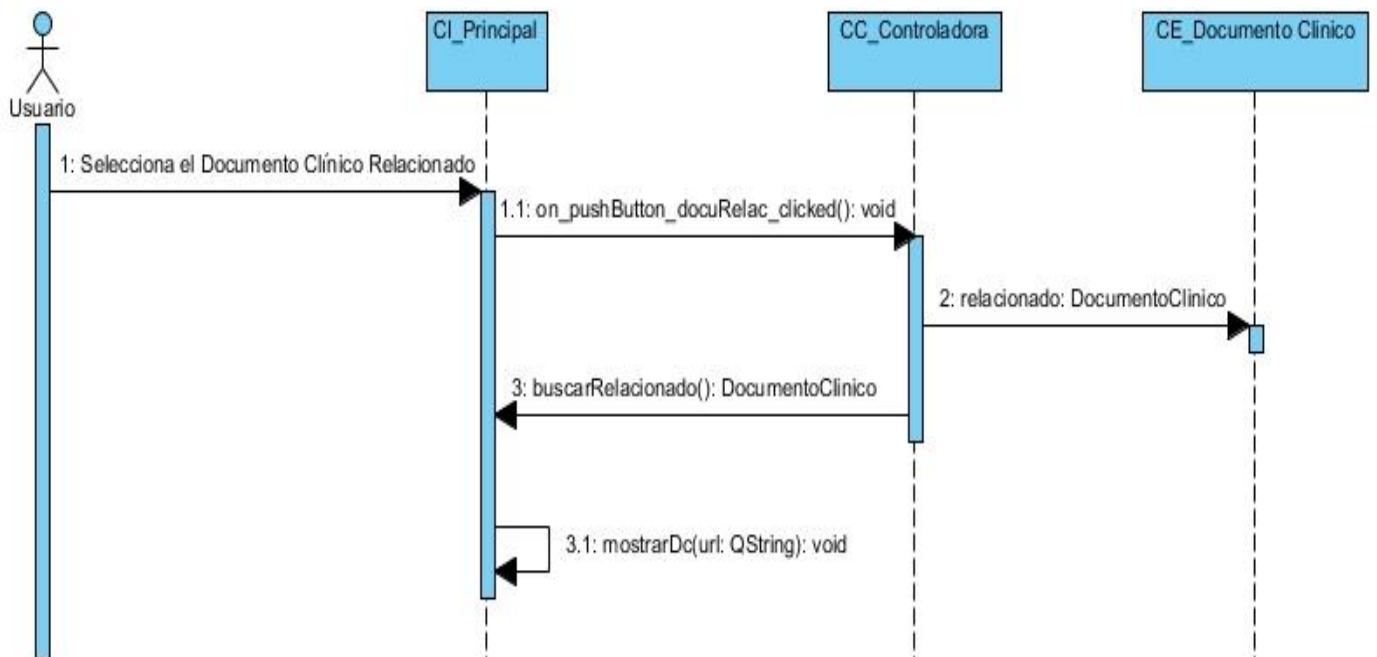 CI_Principal
CC_Controladora
CE_Documento Clinico
Usuario
1: Selecciona el Documento Clínico Relacionado
1.1: on_pushButton_docuRelac_clicked(): void
2: relacionado: DocumentoClinico
3: buscarRelacionado(): DocumentoClinico
3.1: mostrarDc(url: QString): void